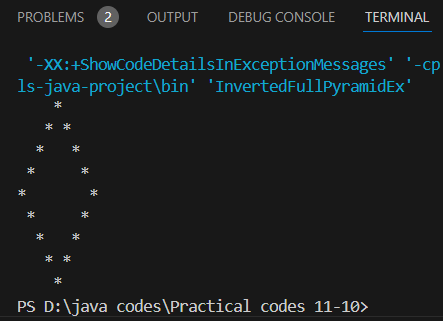 PROBLEMS 2 OUTPUT DEBUG CONSOLE TERMINAL
 '-XX:+ShowCodeDetailsInExceptionMessages' '-cp
ls-java-project\bin' 'InvertedFullPyramidEx'
    *
   * *
  *   *
 *     *
*       *
 *     *
  *   *
   * *
    *
PS D:\java codes\Practical codes 11-10>